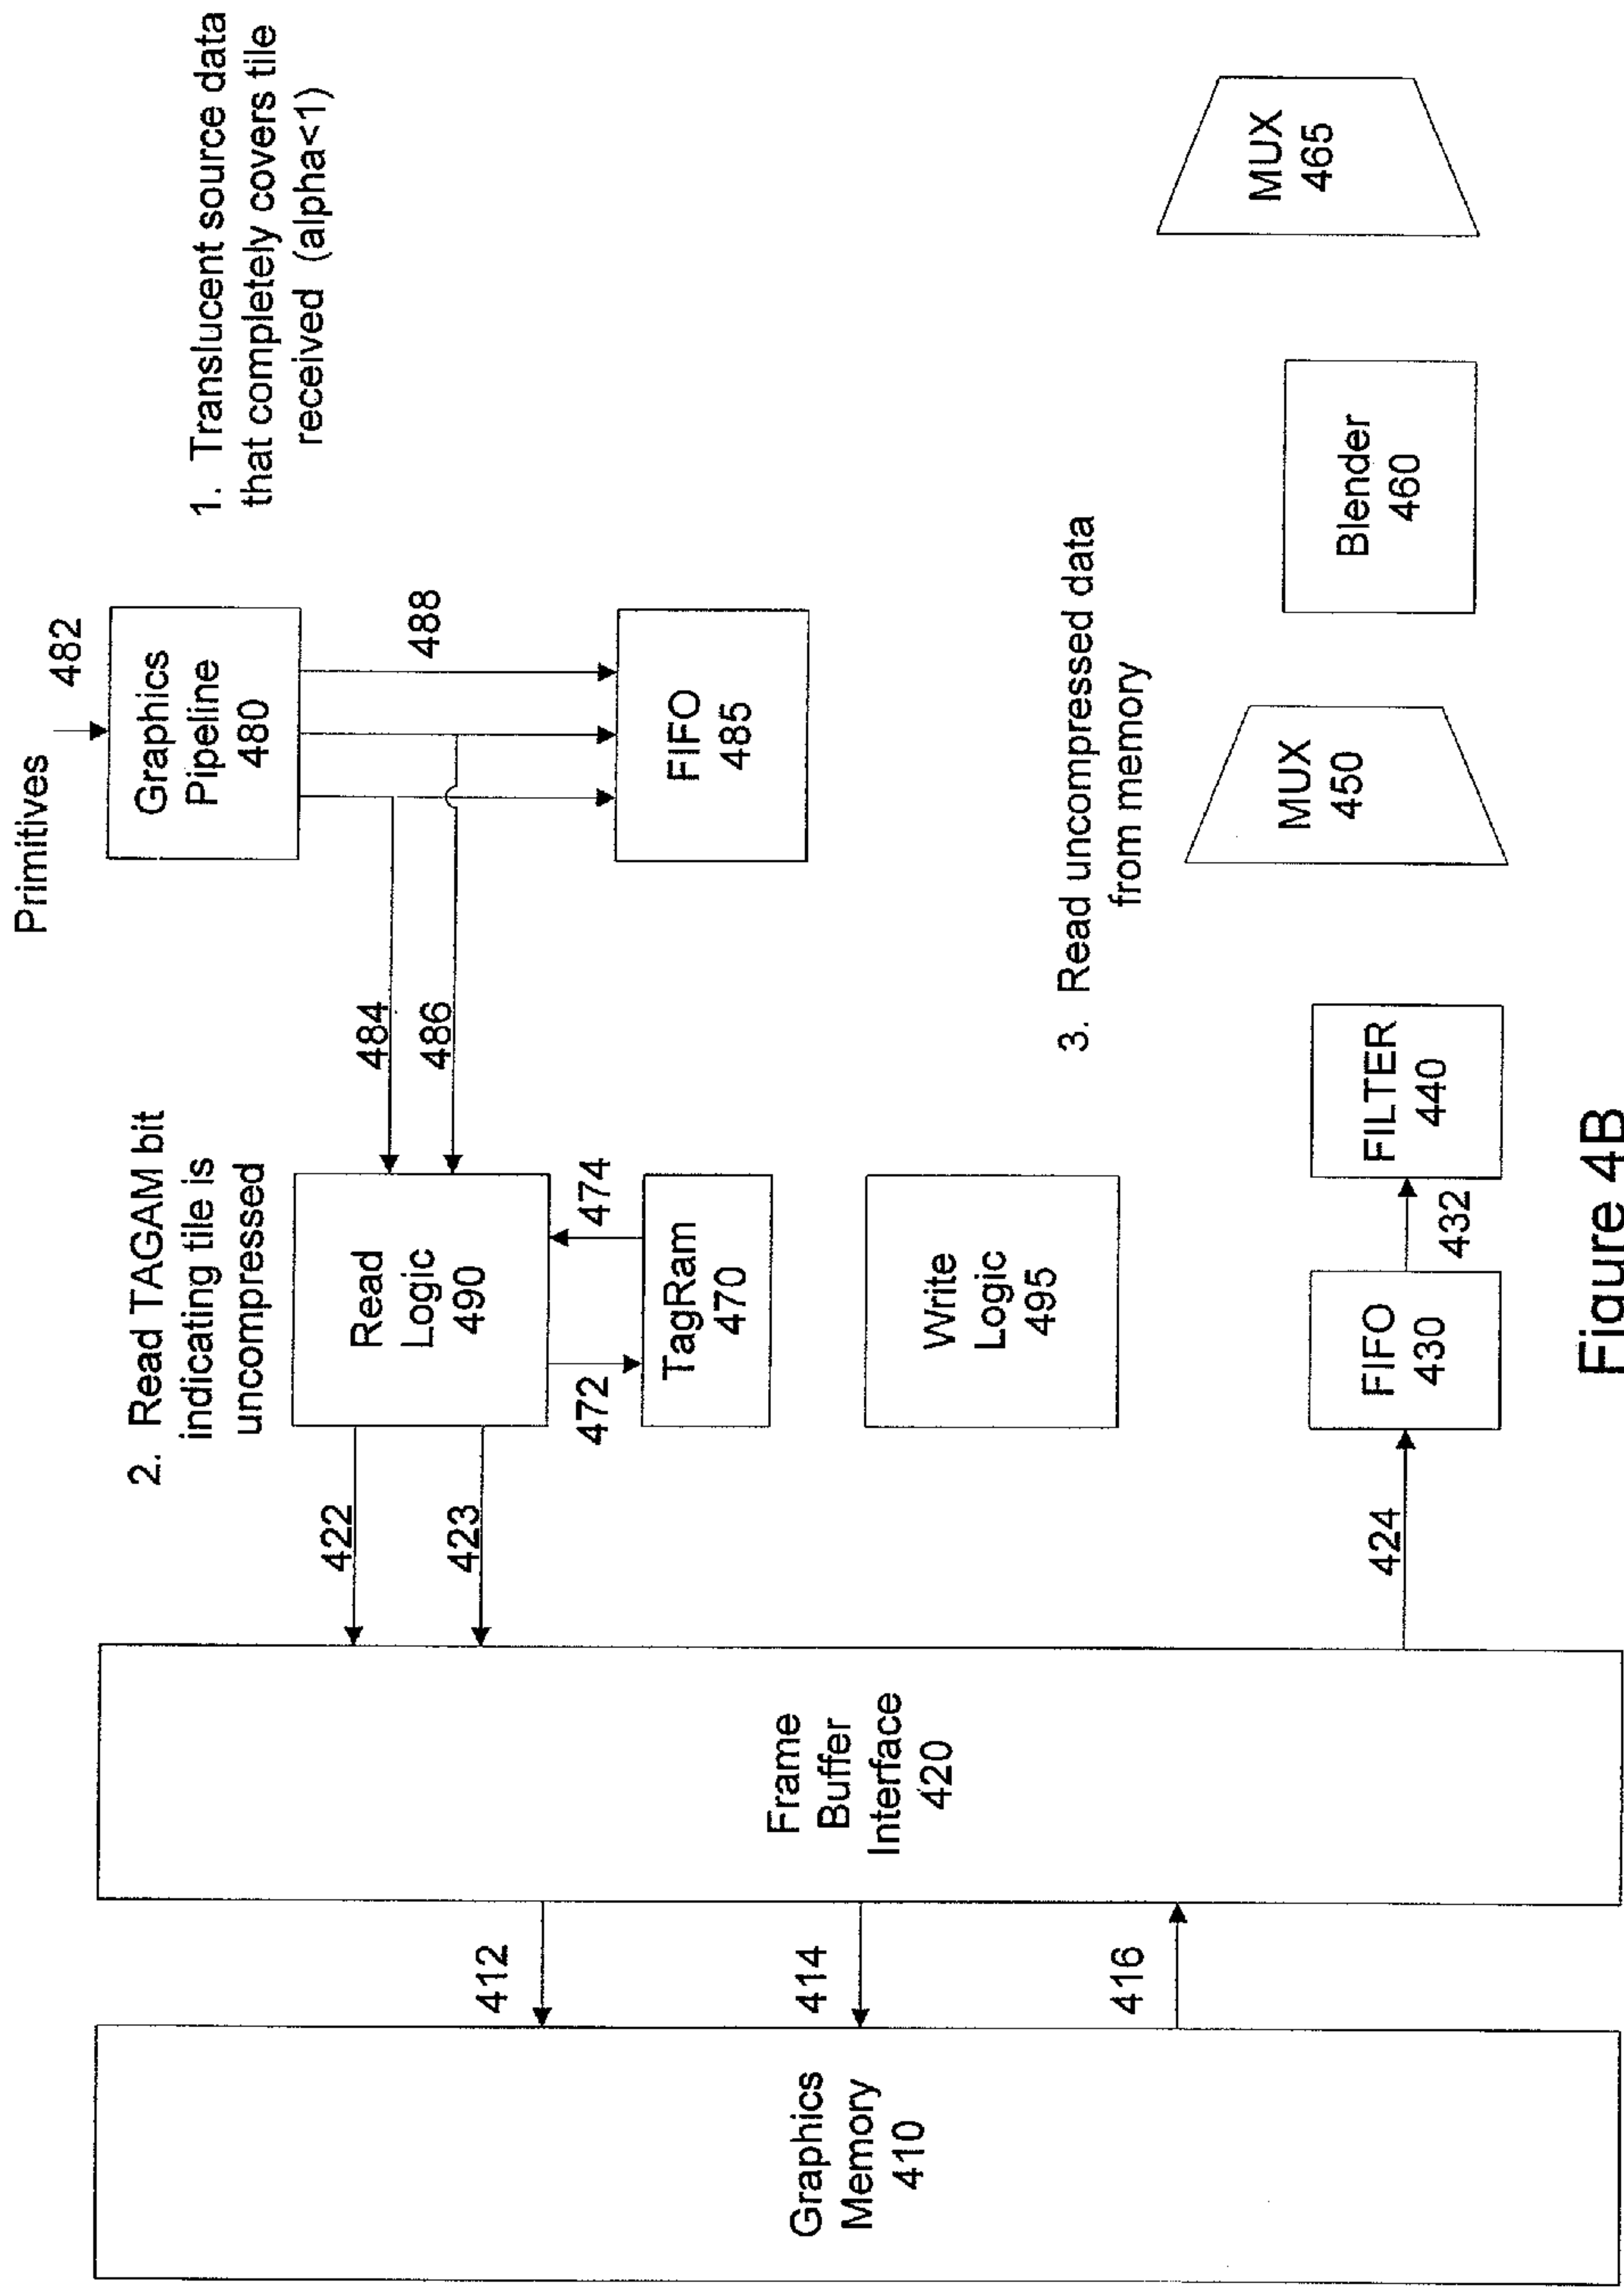 Primitives
482
Graphics
Pipeline
480
1. Translucent source data
that completely covers tile
received (alpha<1)
2. Read TAGAM bit
indicating tile is
uncompressed
484
486
488
422
423
Read
Logic
490
472
474
TagRam
470
FIFO
485
412
414
416
Graphics
Memory
410
Frame
Buffer
Interface
420
Write
Logic
495
3. Read uncompressed data
from memory
424
FIFO
430
432
FILTER
440
MUX
450
Blender
460
MUX
465
Figure 4B